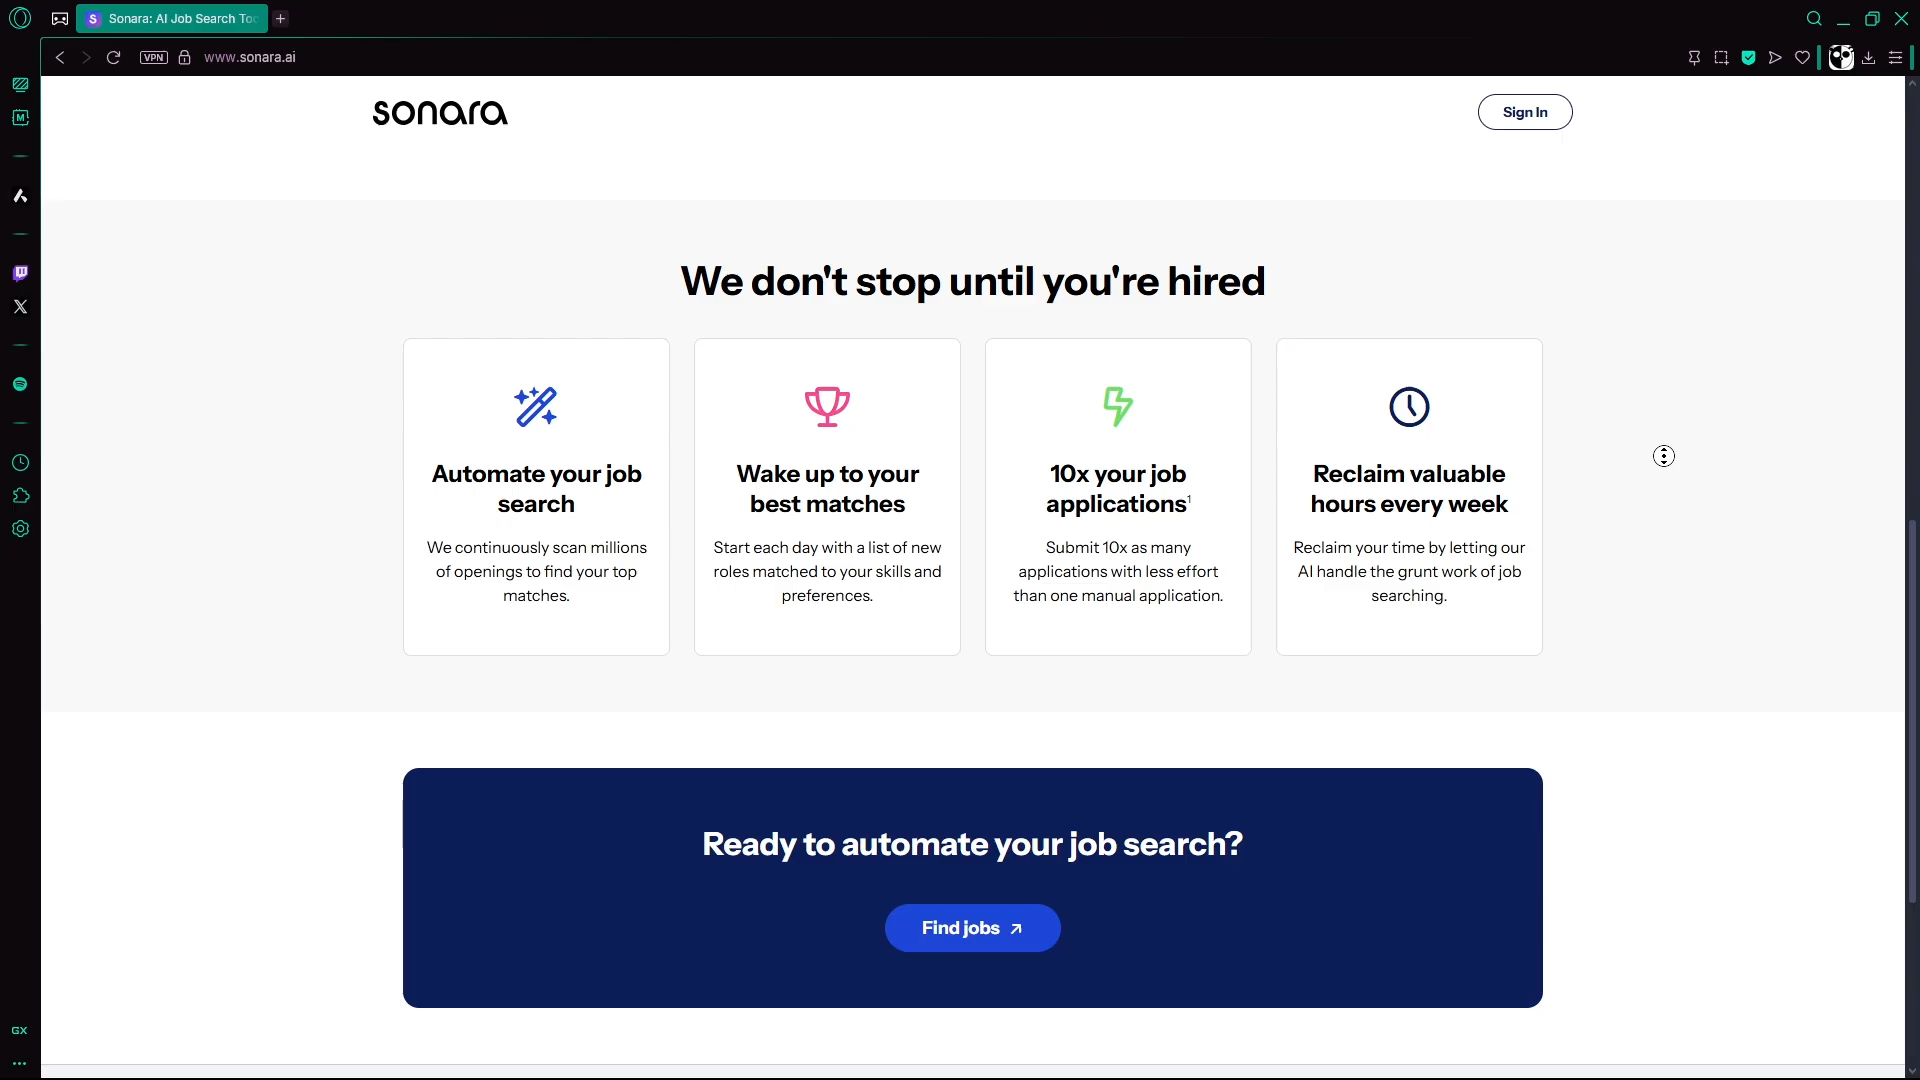 Sonara: AI Job Search Too
VPN
www.sonara.ai
sonara
Sign In
We don't stop until you're hired
Automate your job
search
We continuously scan millions
of openings to find your top
matches.
Wake up to your
best matches
Start each day with a list of new
roles matched to your skills and
preferences.
10x your job
applications¹
Submit 10x as many
applications with less effort
than one manual application.
Reclaim valuable
hours every week
Reclaim your time by letting our
AI handle the grunt work of job
searching.
Ready to automate your job search?
Find jobs
GX